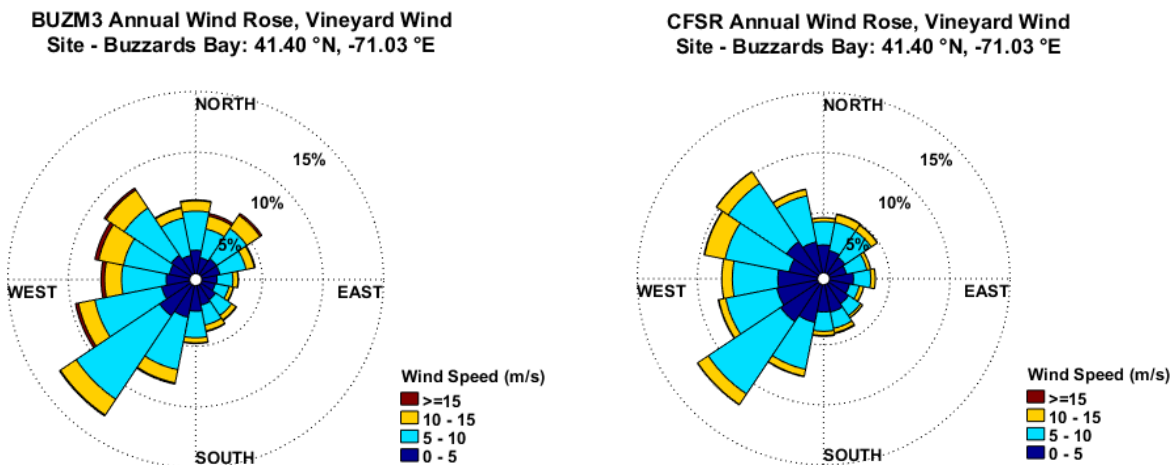 BUZM3 Annual Wind Rose, Vineyard Wind
Site - Buzzards Bay: 41.40 °N, -71.03 °E
NORTH
15%
10%
5%
WEST
EAST
SOUTH
Wind Speed (m/s)
>=15
10 - 15
5 - 10
0 - 5
CFSR Annual Wind Rose, Vineyard Wind
Site - Buzzards Bay: 41.40 °N, -71.03 °E
NORTH
15%
10%
5%
WEST
EAST
SOUTH
Wind Speed (m/s)
>=15
10 - 15
5 - 10
0 - 5